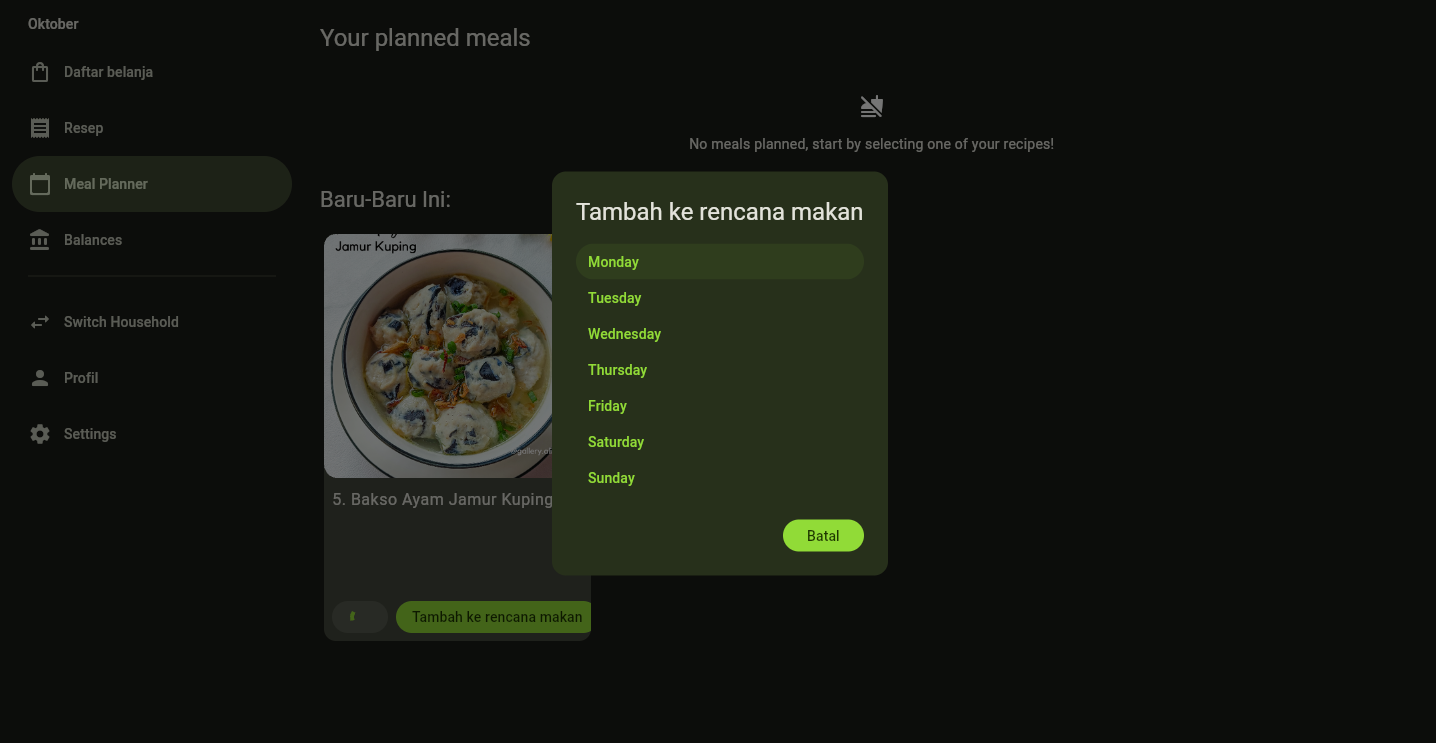 Oktober
Daftar belanja
Resep
Meal Planner
Balances
Switch Household
Profil
Settings
Your planned meals
No meals planned, start by selecting one of your recipes!
Baru-Baru Ini:
Jamur Kuping
5. Bakso Ayam Jamur Kuping
Tambah ke rencana makan
Tambah ke rencana makan
Monday
Tuesday
Wednesday
Thursday
Friday
Saturday
Sunday
Batal